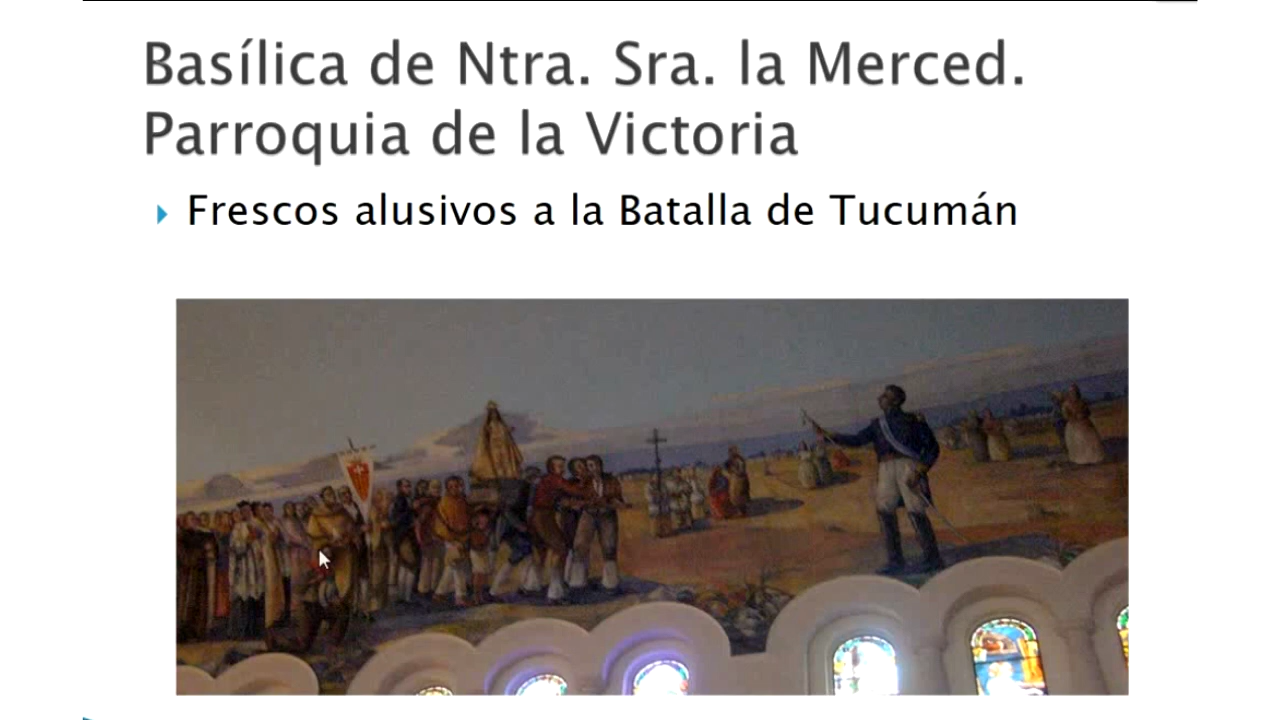 Basílica de Ntra. Sra. la Merced.
Parroquia de la Victoria
Frescos alusivos a la Batalla de Tucumán